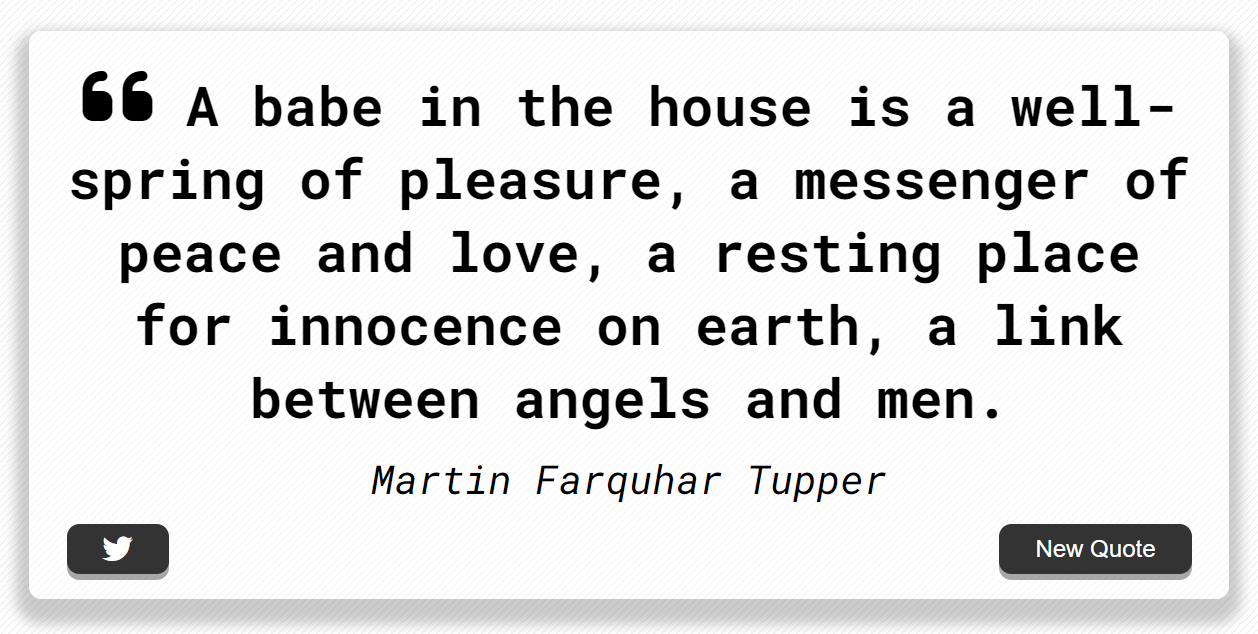 “ A babe in the house is a well-
spring of pleasure, a messenger of
peace and love, a resting place
for innocence on earth, a link
between angels and men.
Martin Farquhar Tupper
New Quote